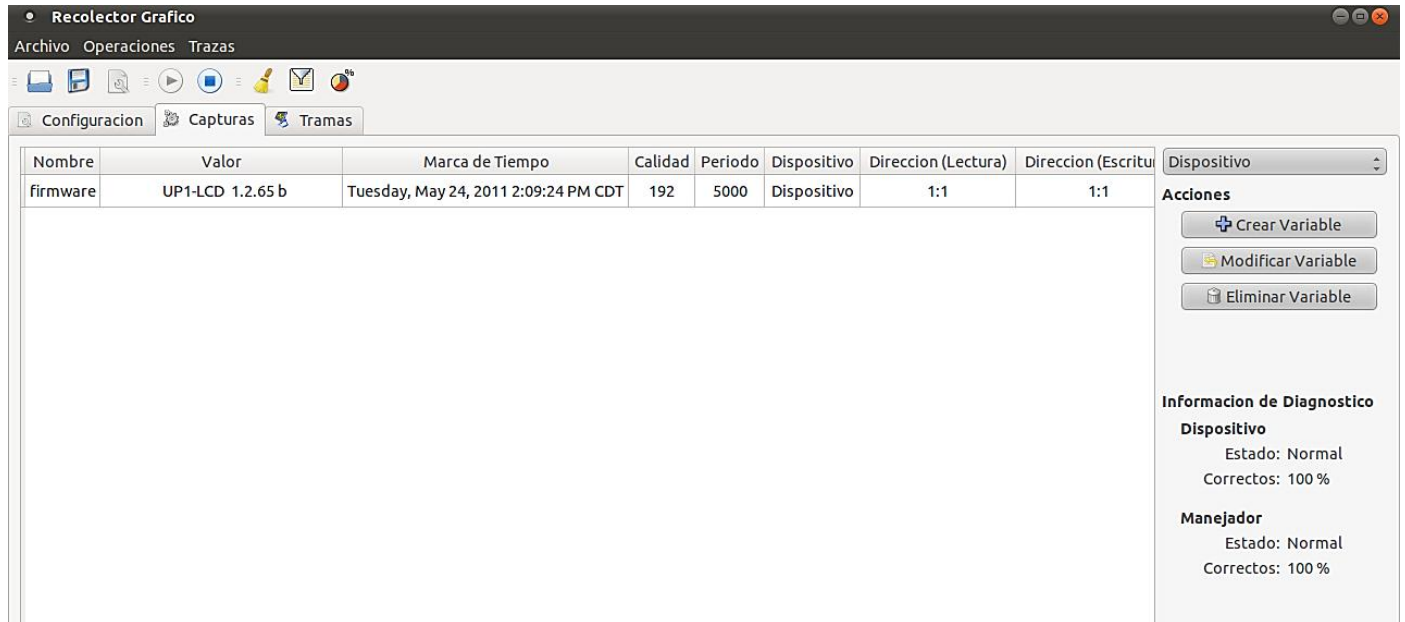 Recolector Grafico
Archivo Operaciones Trazas
%
Configuracion Capturas Tramas
Nombre Valor Marca de Tiempo Calidad Periodo Dispositivo Direccion (Lectura) Direccion (Escritu Dispositivo
firmware UP1-LCD 1.2.65 b Tuesday, May 24, 2011 2:09:24 PM CDT 192 5000 Dispositivo 1:1 1:1
Acciones
Crear Variable
Modificar Variable
Eliminar Variable
Informacion de Diagnostico
Dispositivo
Estado: Normal
Correctos: 100 %
Manejador
Estado: Normal
Correctos: 100 %